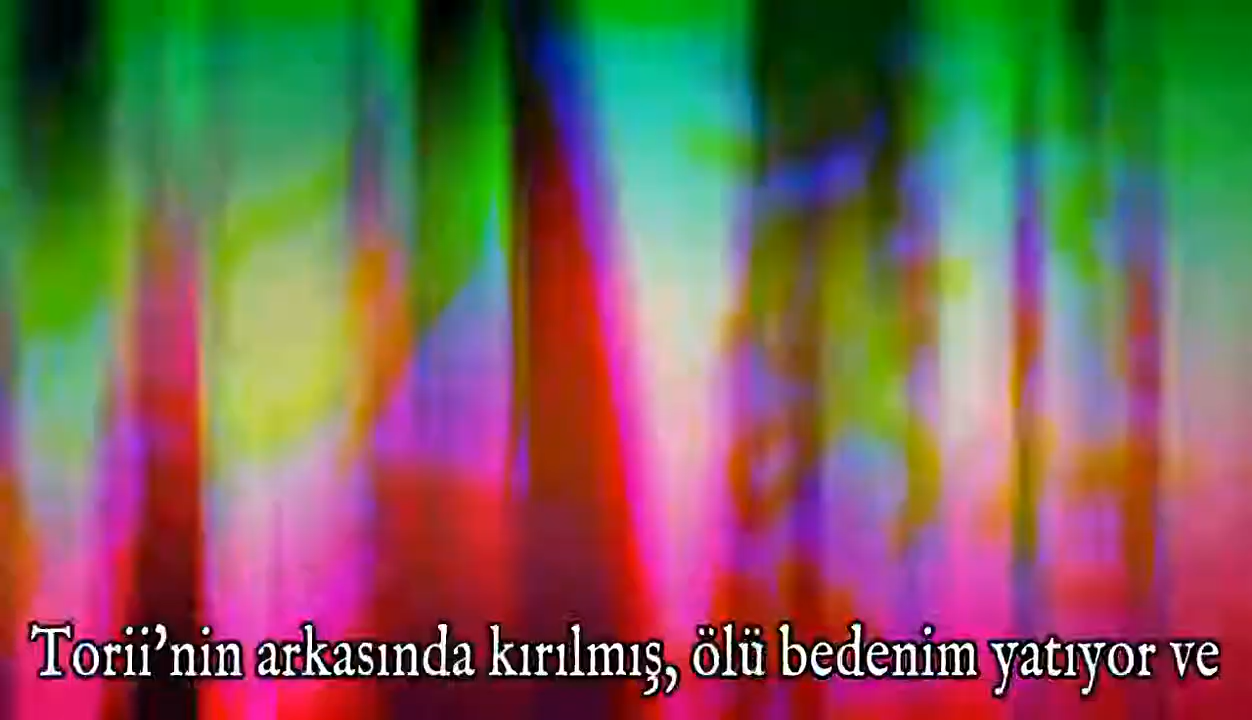 Torii’nin arkasında kırılmış, ölü bedenim yatıyor ve